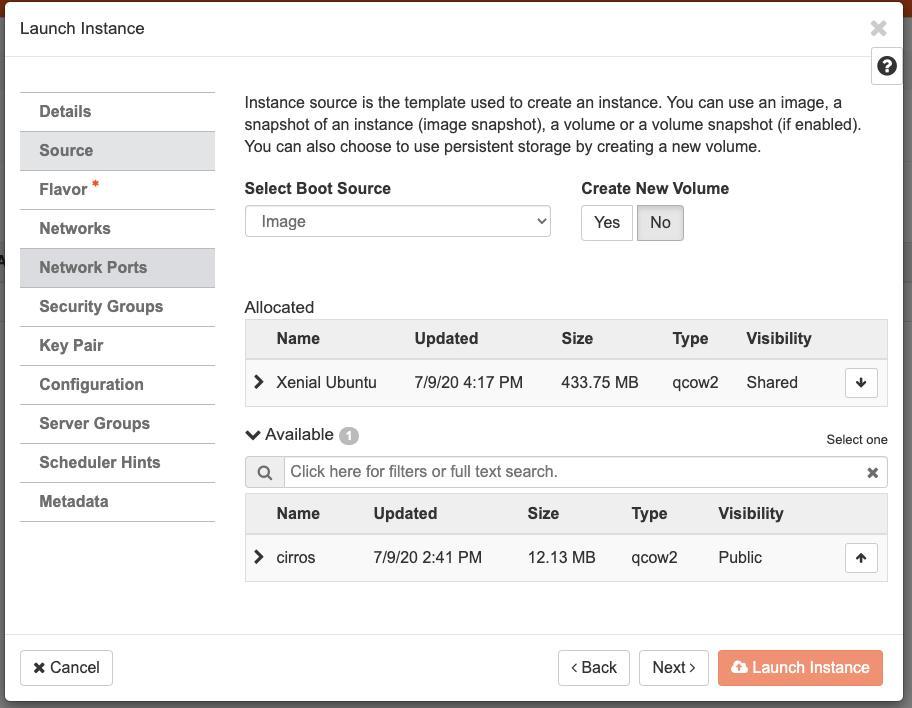 Launch Instance
Details
Source
Flavor *
Networks
Network Ports
Security Groups
Key Pair
Configuration
Server Groups
Scheduler Hints
Metadata
Instance source is the template used to create an instance. You can use an image, a
snapshot of an instance (image snapshot), a volume or a volume snapshot (if enabled).
You can also choose to use persistent storage by creating a new volume.
Select Boot Source
Image
Create New Volume
Yes No
Allocated
Name Updated Size Type Visibility
Xenial Ubuntu 7/9/20 4:17 PM 433.75 MB qcow2 Shared
Available 1
Select one
Click here for filters or full text search.
Name Updated Size Type Visibility
cirros 7/9/20 2:41 PM 12.13 MB qcow2 Public
Cancel
< Back
Next >
Launch Instance